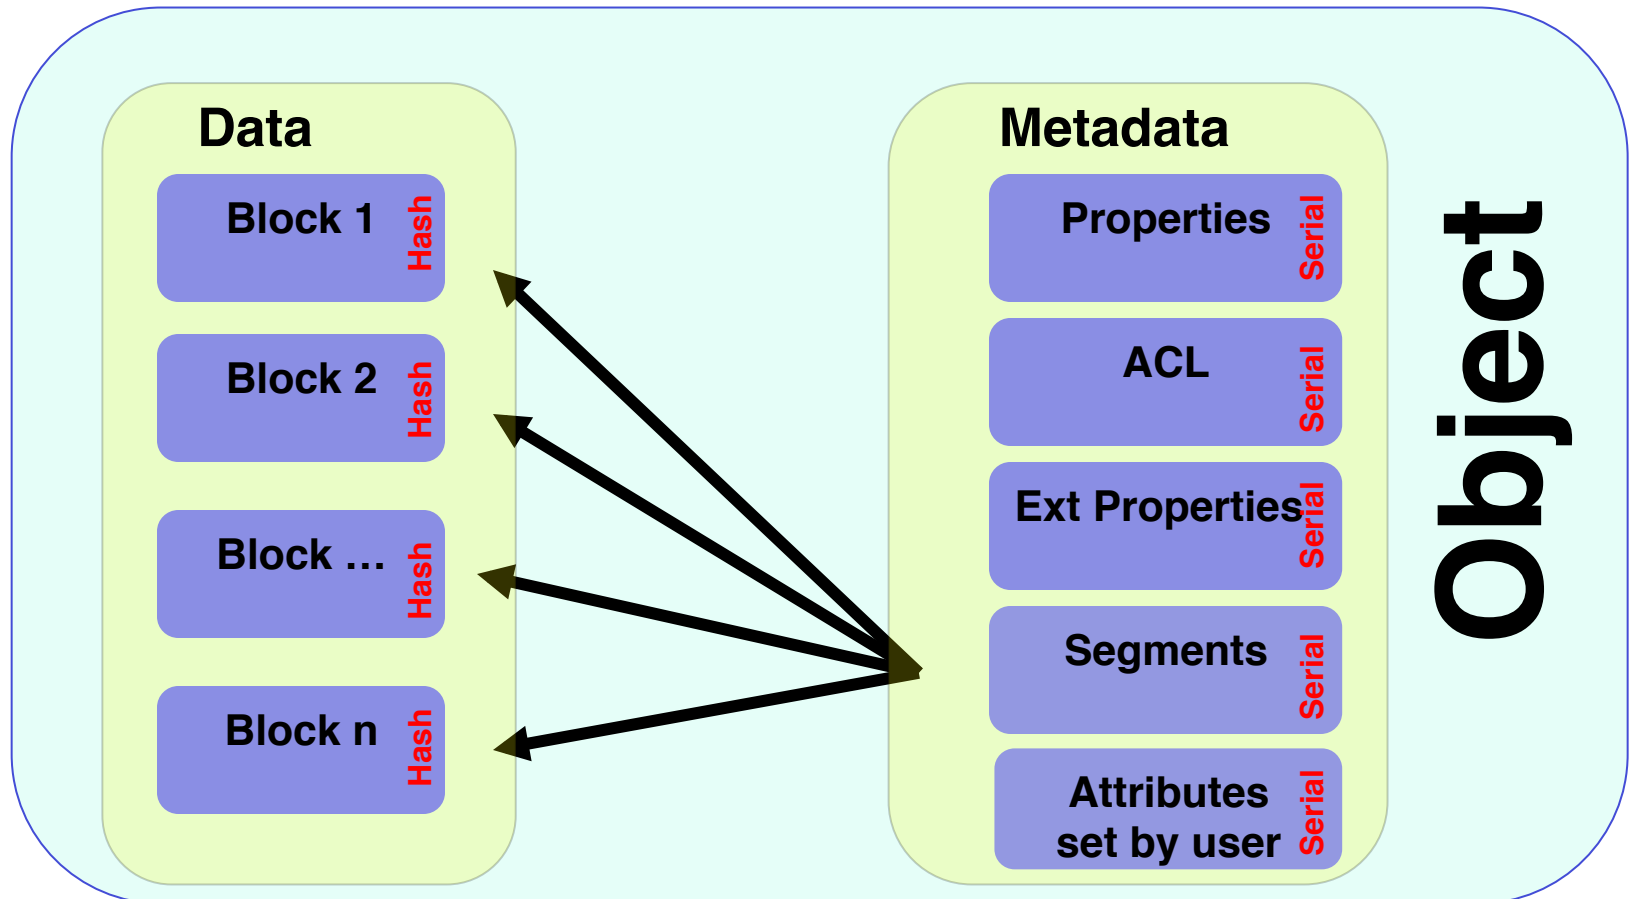 Data
Block 1
Hash
Block 2
Hash
Block ...
Hash
Block n
Hash
Metadata
Properties
Serial
ACL
Serial
Ext Properties
Serial
Segments
Serial
Attributes
set by user
Serial
Object